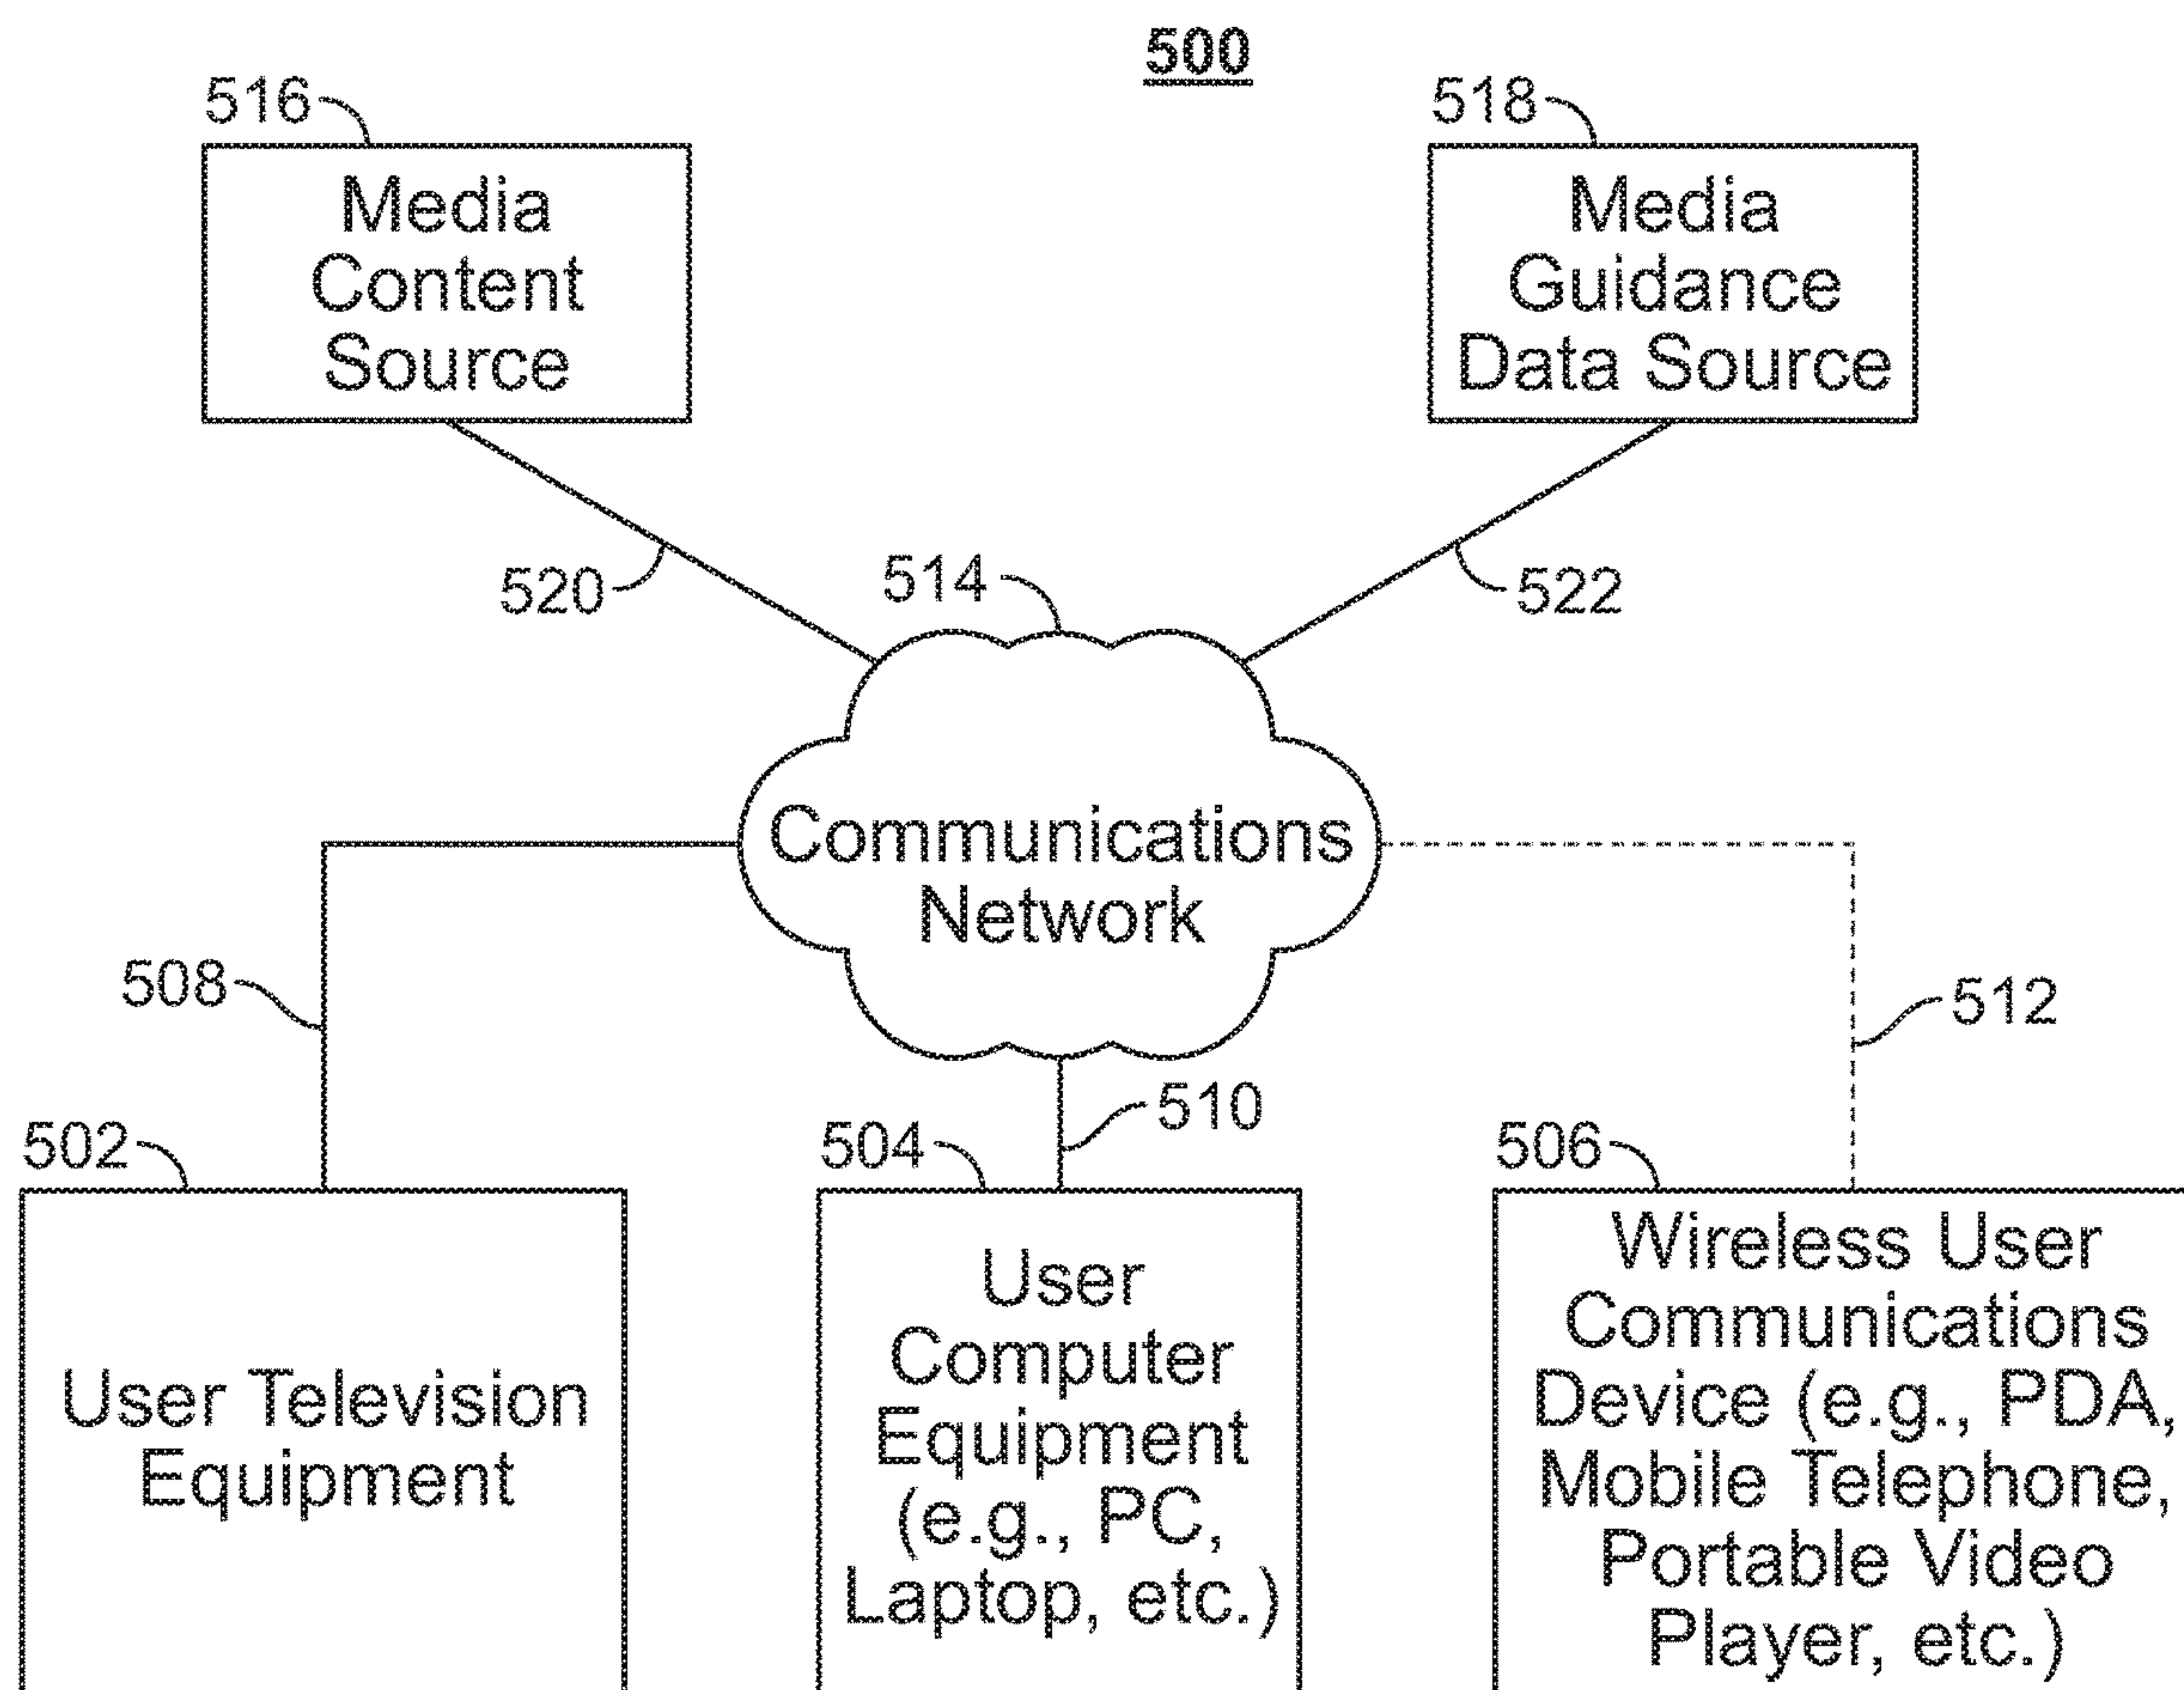 500
516
518
Media
Content
Source
Media
Guidance
Data Source
520
514
522
Communications
Network
508
512
510
502
504
506
User Television
Equipment
User
Computer
Equipment
(e.g., PC,
Laptop, etc.)
Wireless User
Communications
Device (e.g., PDA,
Mobile Telephone,
Portable Video
Player, etc.)